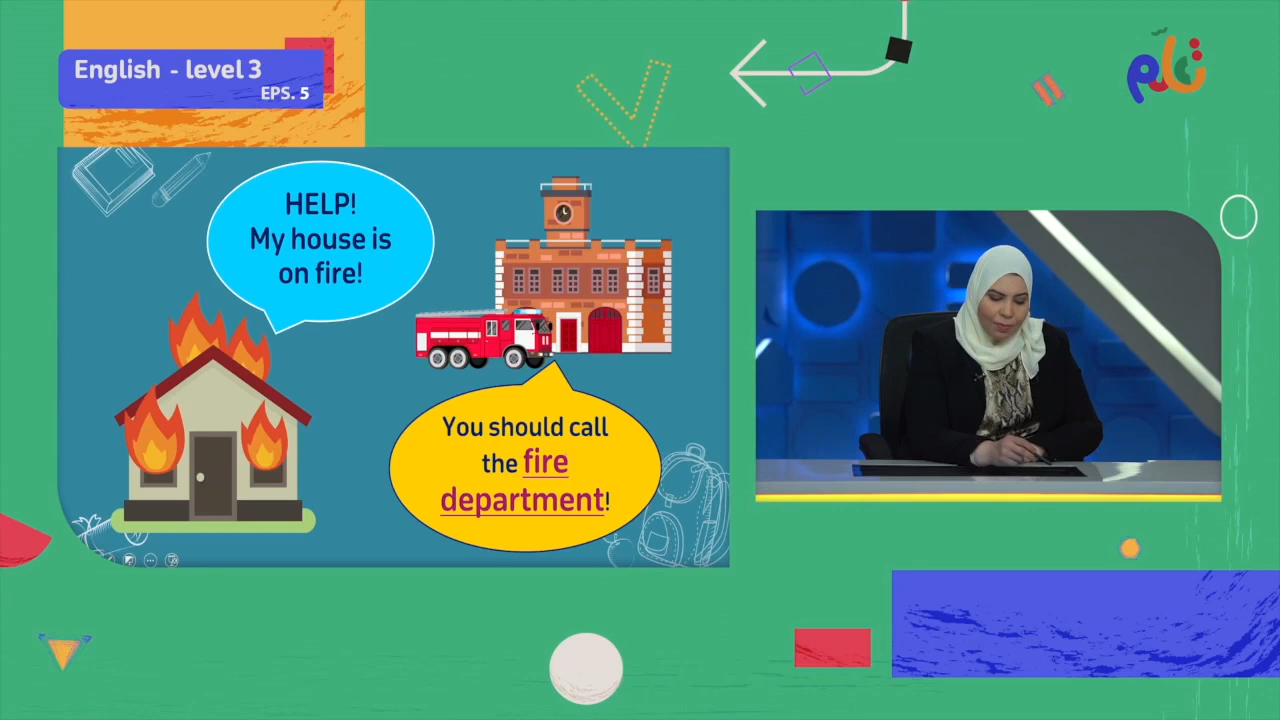 English - level 3
EPS. 5
HELP!
My house is
on fire!
You should call
the fire
department!